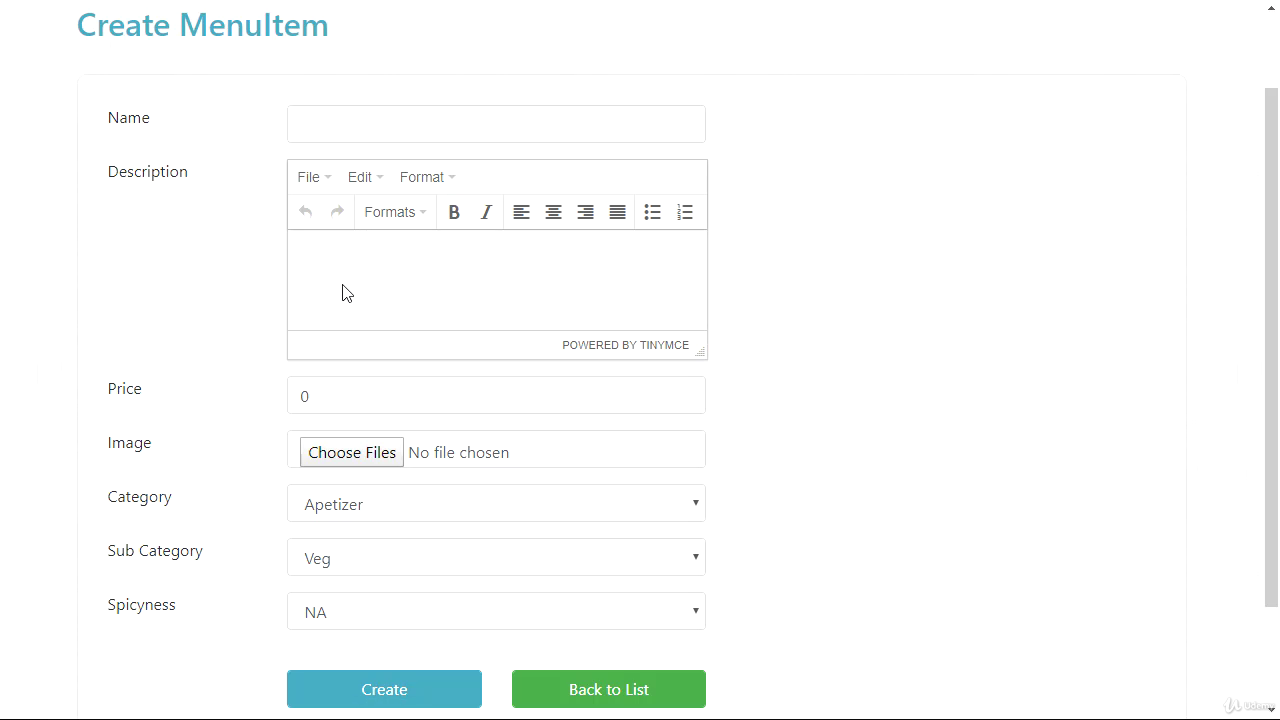 Create MenuItem
Name
Description
File Edit Format
Formats B I
POWERED BY TINYMCE
Price
0
Image
Choose Files No file chosen
Category
Apetizer
Sub Category
Veg
Spicyness
NA
Create Back to List
Udemy